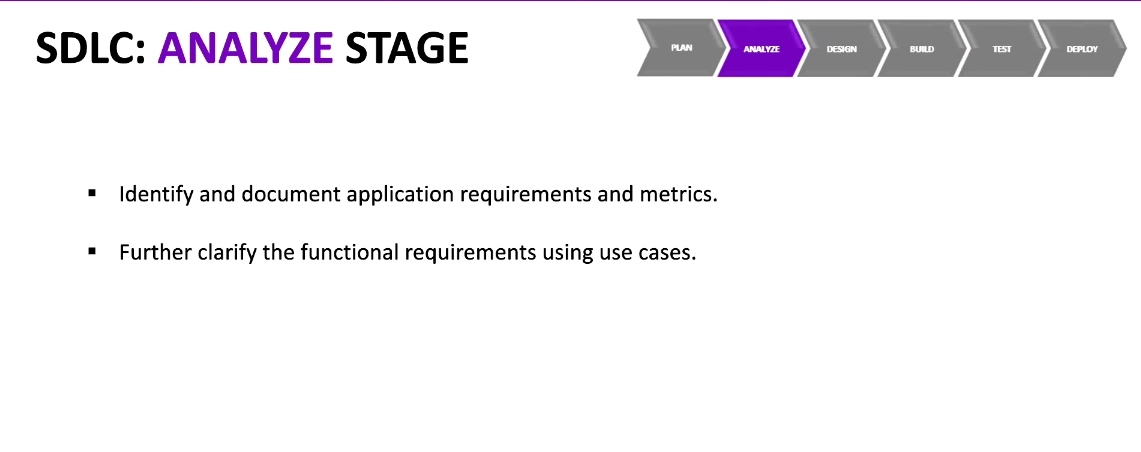 SDLC: ANALYZE STAGE
PLAN
ANALYZE
DESIGN
BUILD
TEST
DEPLOY
▪ Identify and document application requirements and metrics.
▪ Further clarify the functional requirements using use cases.